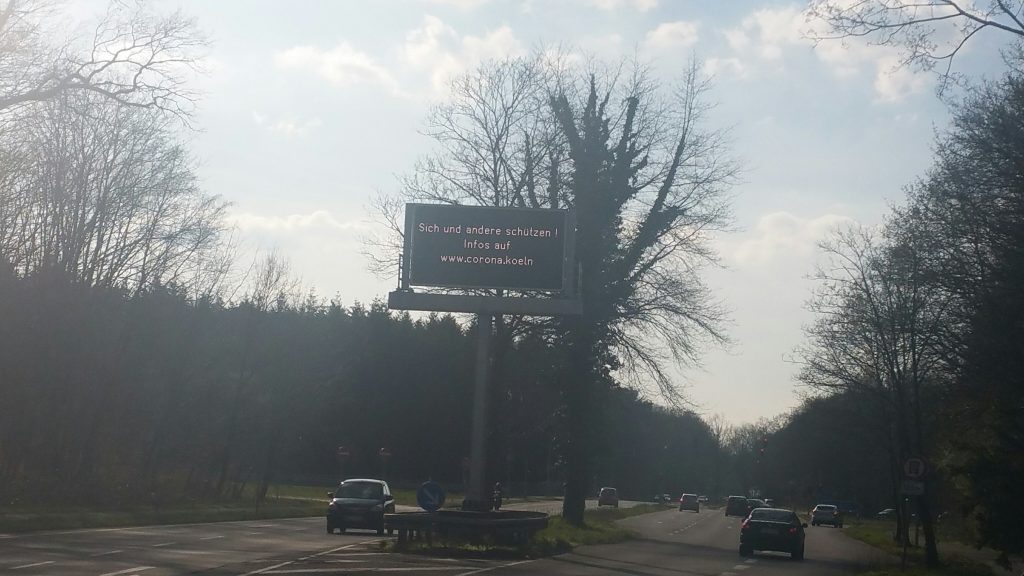 Sich und andere schützen !
Infos auf
www.corona.koeln